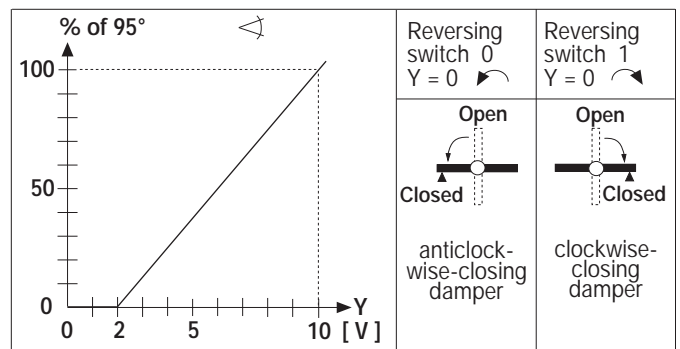 % of 95°
100
50
0
0 2 5 10 [ V ]
Y
Reversing
switch 0
Y = 0
Open
Closed
anticlock-
wise-closing
damper
Reversing
switch 1
Y = 0
Open
Closed
clockwise-
closing
damper